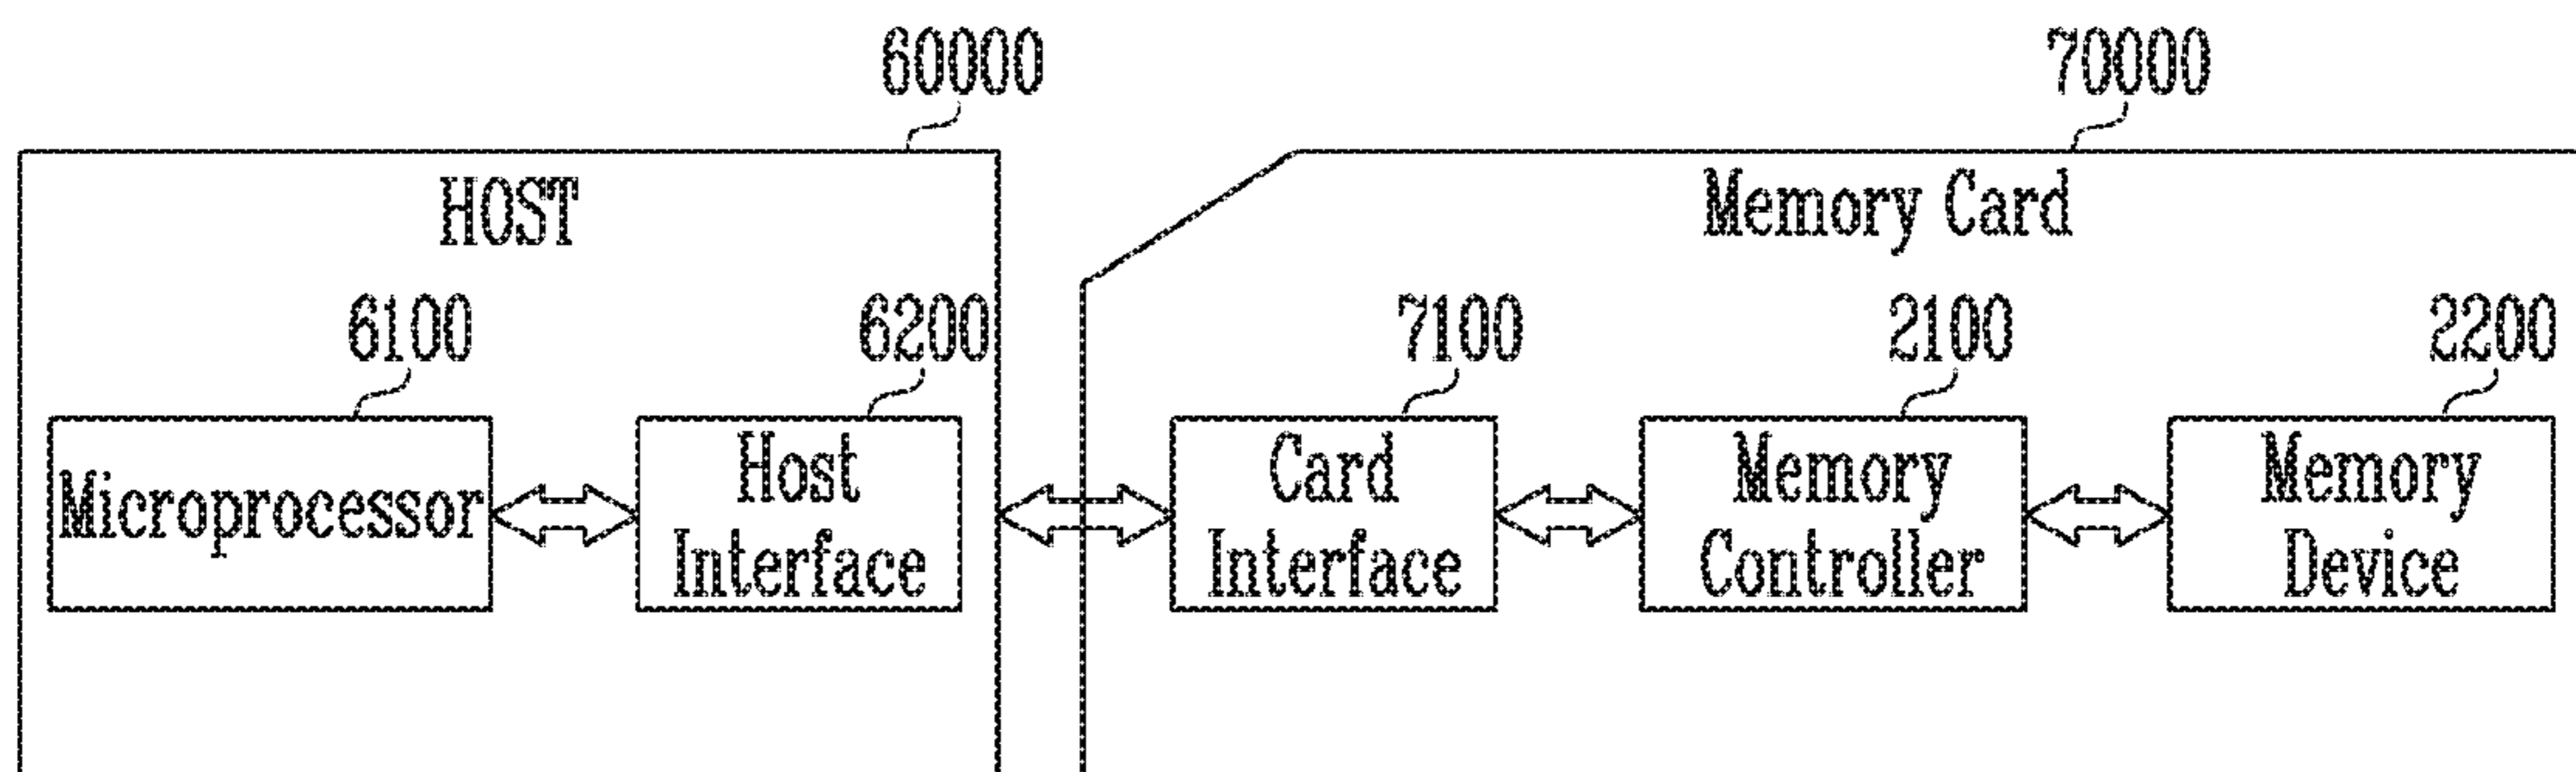 60000
70000
HOST
Memory Card
6100
6200
7100
2100
2200
Microprocessor
Host
Interface
Card
Interface
Memory
Controller
Memory
Device